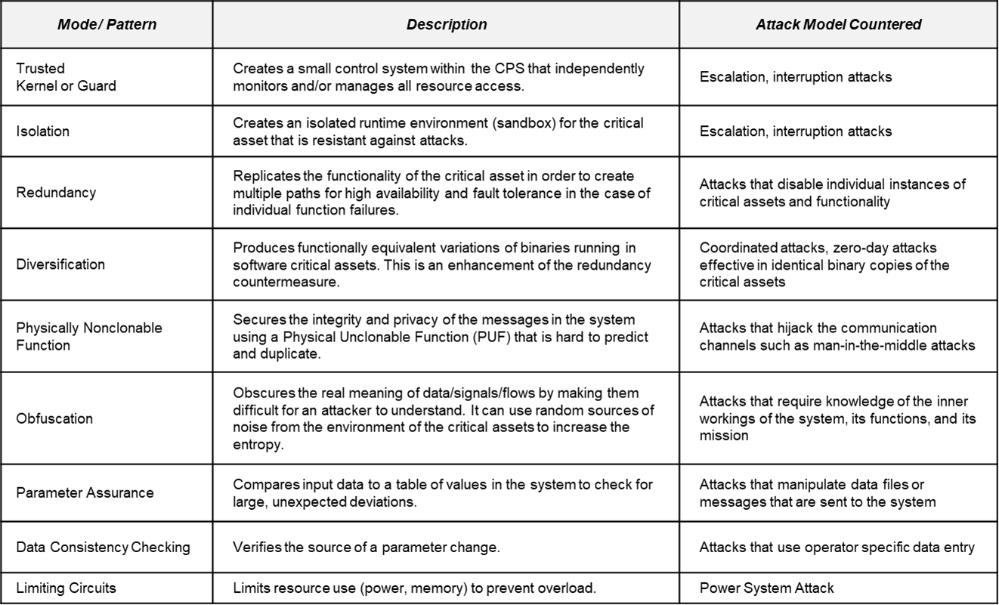 Mode/ Pattern
Description
Attack Model Countered
Trusted
Kernel or Guard
Creates a small control system within the CPS that independently
monitors and/or manages all resource access.
Escalation, interruption attacks
Isolation
Creates an isolated runtime environment (sandbox) for the critical
asset that is resistant against attacks.
Escalation, interruption attacks
Redundancy
Replicates the functionality of the critical asset in order to create
multiple paths for high availability and fault tolerance in the case of
individual function failures.
Attacks that disable individual instances of
critical assets and functionality
Diversification
Produces functionally equivalent variations of binaries running in
software critical assets. This is an enhancement of the redundancy
countermeasure.
Coordinated attacks, zero-day attacks
effective in identical binary copies of the
critical assets
Physically Nonclonable
Function
Secures the integrity and privacy of the messages in the system
using a Physical Unclonable Function (PUF) that is hard to predict
and duplicate.
Attacks that hijack the communication
channels such as man-in-the-middle attacks
Obfuscation
Obscures the real meaning of data/signals/flows by making them
difficult for an attacker to understand. It can use random sources of
noise from the environment of the critical assets to increase the
entropy.
Attacks that require knowledge of the inner
workings of the system, its functions, and its
mission
Parameter Assurance
Compares input data to a table of values in the system to check for
large, unexpected deviations.
Attacks that manipulate data files or
messages that are sent to the system
Data Consistency Checking
Verifies the source of a parameter change.
Attacks that use operator specific data entry
Limiting Circuits
Limits resource use (power, memory) to prevent overload.
Power System Attack